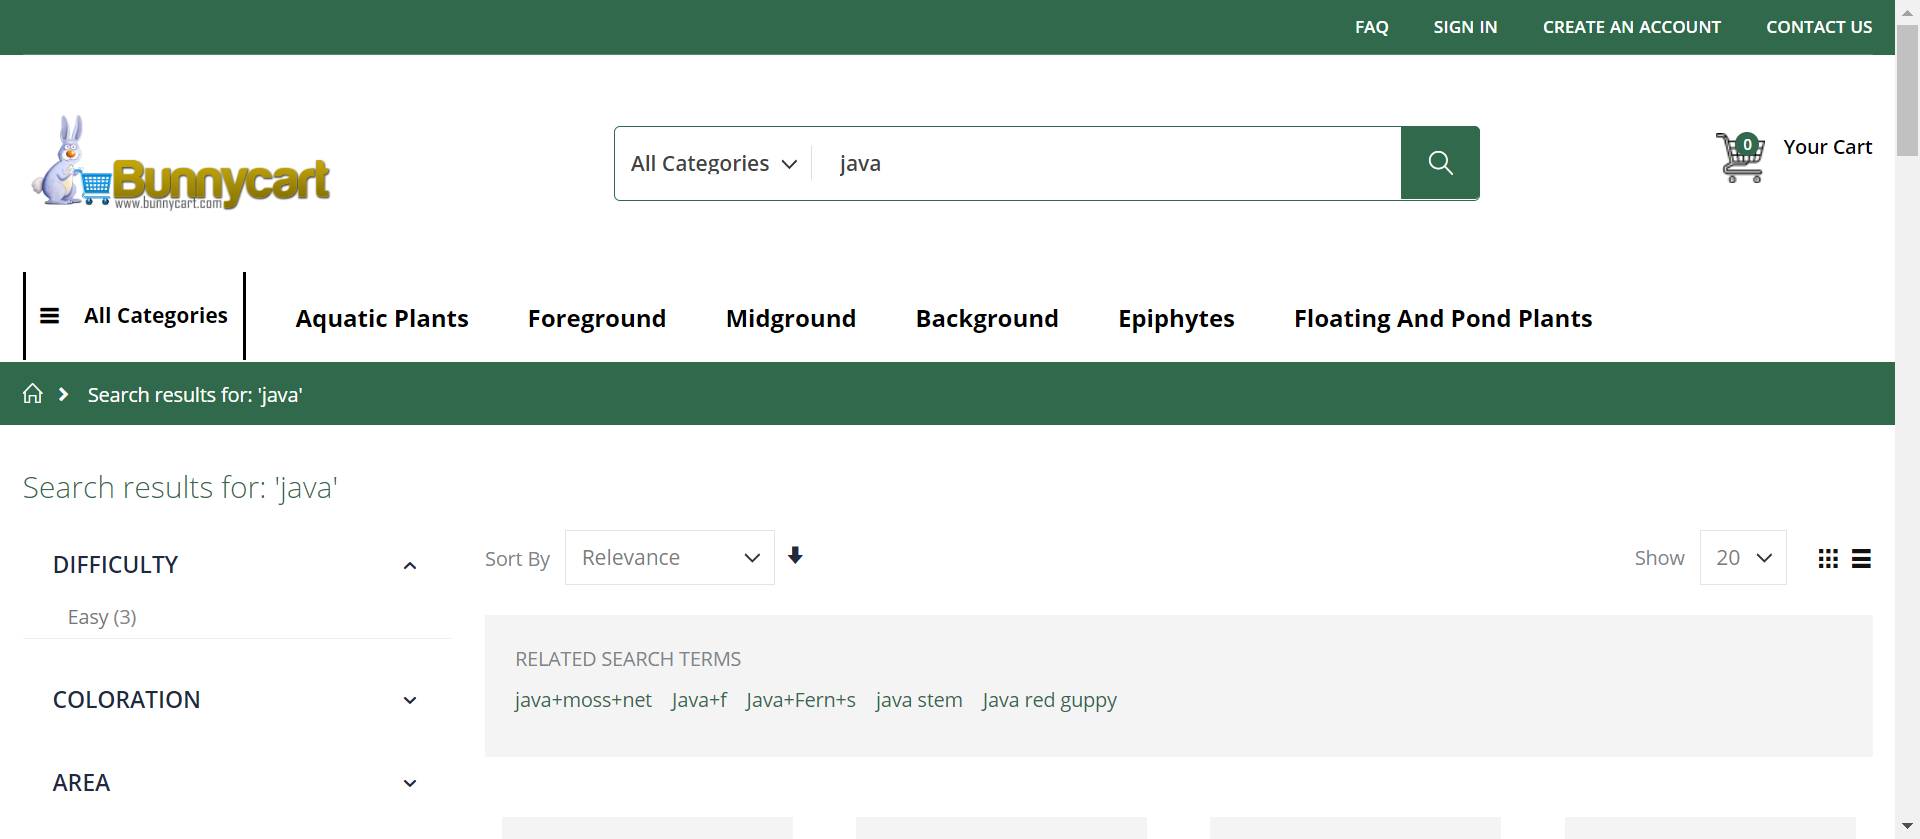 FAQ SIGN IN CREATE AN ACCOUNT CONTACT US
Bunnycart
www.bunnycart.com
All Categories java
0 Your Cart
All Categories Aquatic Plants Foreground Midground Background Epiphytes Floating And Pond Plants
Search results for: 'java'
Search results for: 'java'
DIFFICULTY
Easy (3)
COLORATION
AREA
Sort By Relevance Show 20
RELATED SEARCH TERMS
java+moss+net Java+f Java+Fern+s java stem Java red guppy